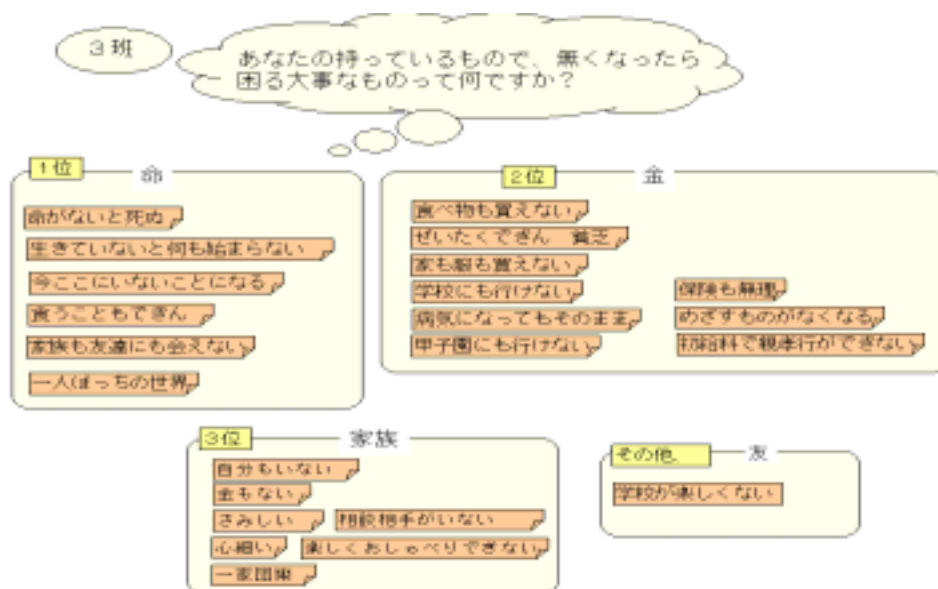 3班
あなたの持っているもので、無くなったら
困る大事なものって何ですか？
1位
命
命がないと死ぬ
生きていないと何も始まらない
今ここにいないことになる
食うこともできん
家族も友達にも会えない
一人ぼっちの世界
2位
金
食べ物も買えない
ぜいたくできん 貧乏
家も服も買えない
学校にも行けない
病気になってもそのまま
甲子園にも行けない
保険も無理
めざすものがなくなる
初給料で親孝行ができない
3位
家族
自分もいない
金もない
さみしい
相談相手がいない
心細い
楽しくおしゃべりできない
一家団欒
その他、
友
学校が楽しくない